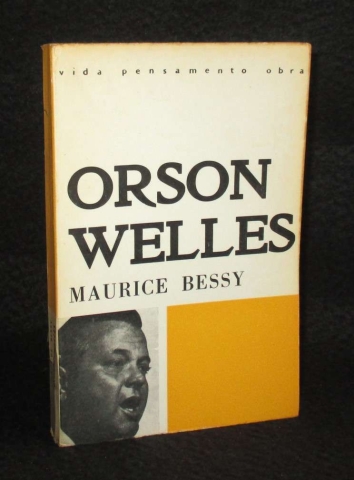 vida pensamento obra
ORSON
WELLES
MAURICE BESSY